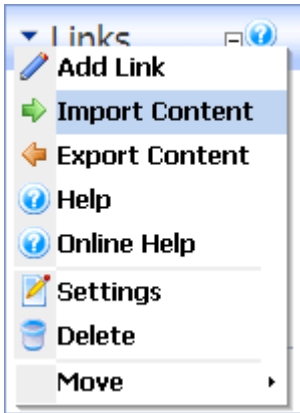 Links
Add Link
Import Content
Export Content
Help
Online Help
Settings
Delete
Move